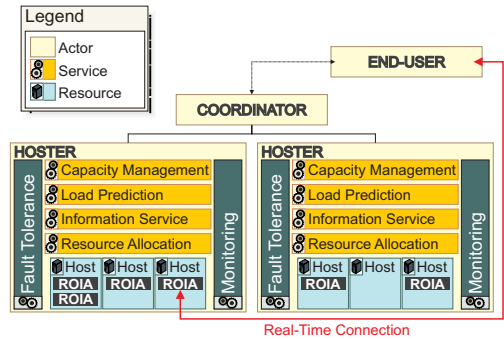 Legend
Actor
Service
Resource
END-USER
COORDINATOR
HOSTER
Fault Tolerance
Capacity Management
Load Prediction
Information Service
Resource Allocation
Host Host Host
ROIA ROIA ROIA
ROIA
Monitoring
HOSTER
Fault Tolerance
Capacity Management
Load Prediction
Information Service
Resource Allocation
Host Host Host
ROIA ROIA
Monitoring
Real-Time Connection